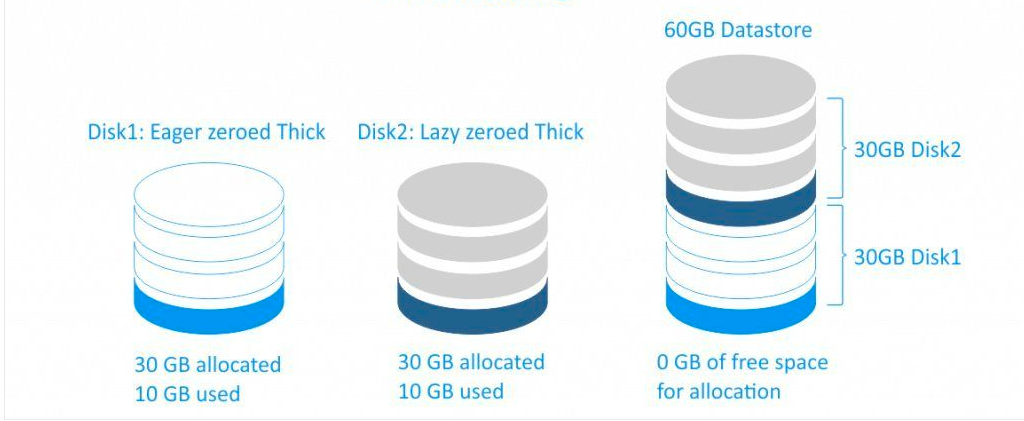 60GB Datastore
Disk1: Eager zeroed Thick
Disk2: Lazy zeroed Thick
30GB Disk2
30GB Disk1
30 GB allocated
10 GB used
30 GB allocated
10 GB used
0 GB of free space
for allocation